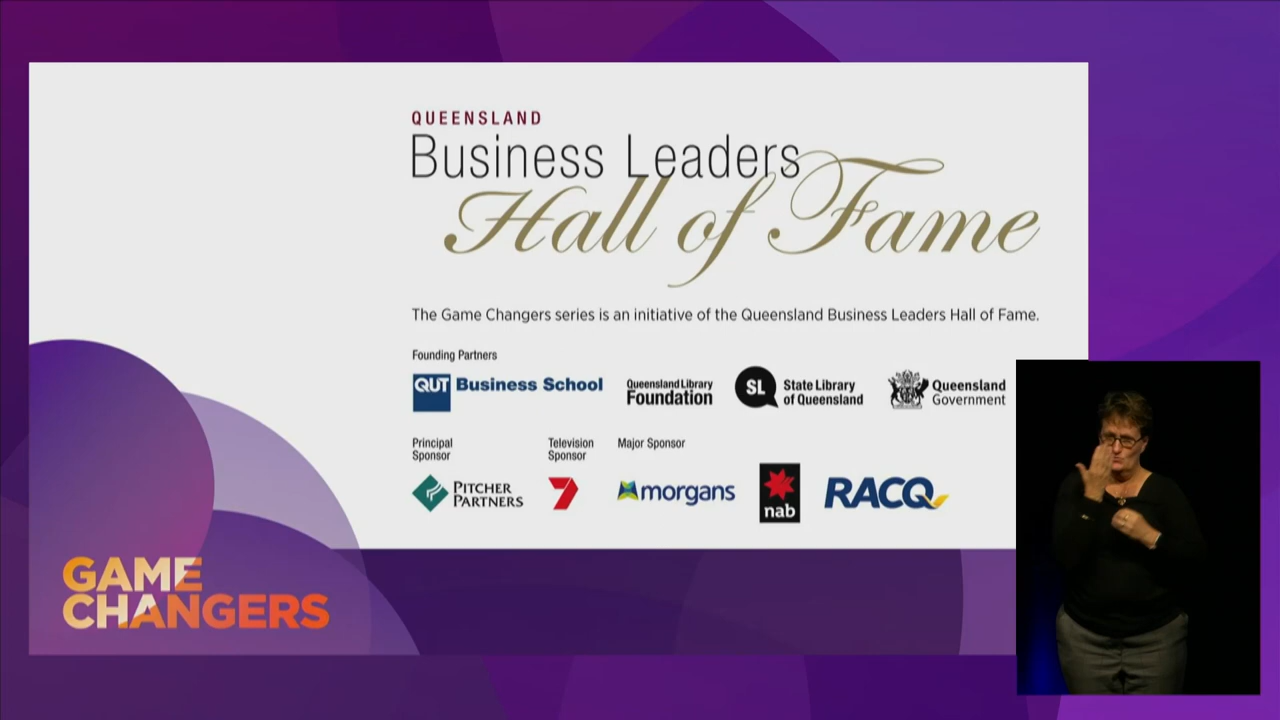 QUEENSLAND
Business Leaders
Hall of Fame
The Game Changers series is an initiative of the Queensland Business Leaders Hall of Fame.
Founding Partners
QUT Business School
Queensland Library
Foundation
SL
State Library
of Queensland
Queensland
Government
Principal
Sponsor
Television
Sponsor
Major Sponsor
PITCHER
PARTNERS
7
morgans
nab
RACQ
GAME
CHANGERS